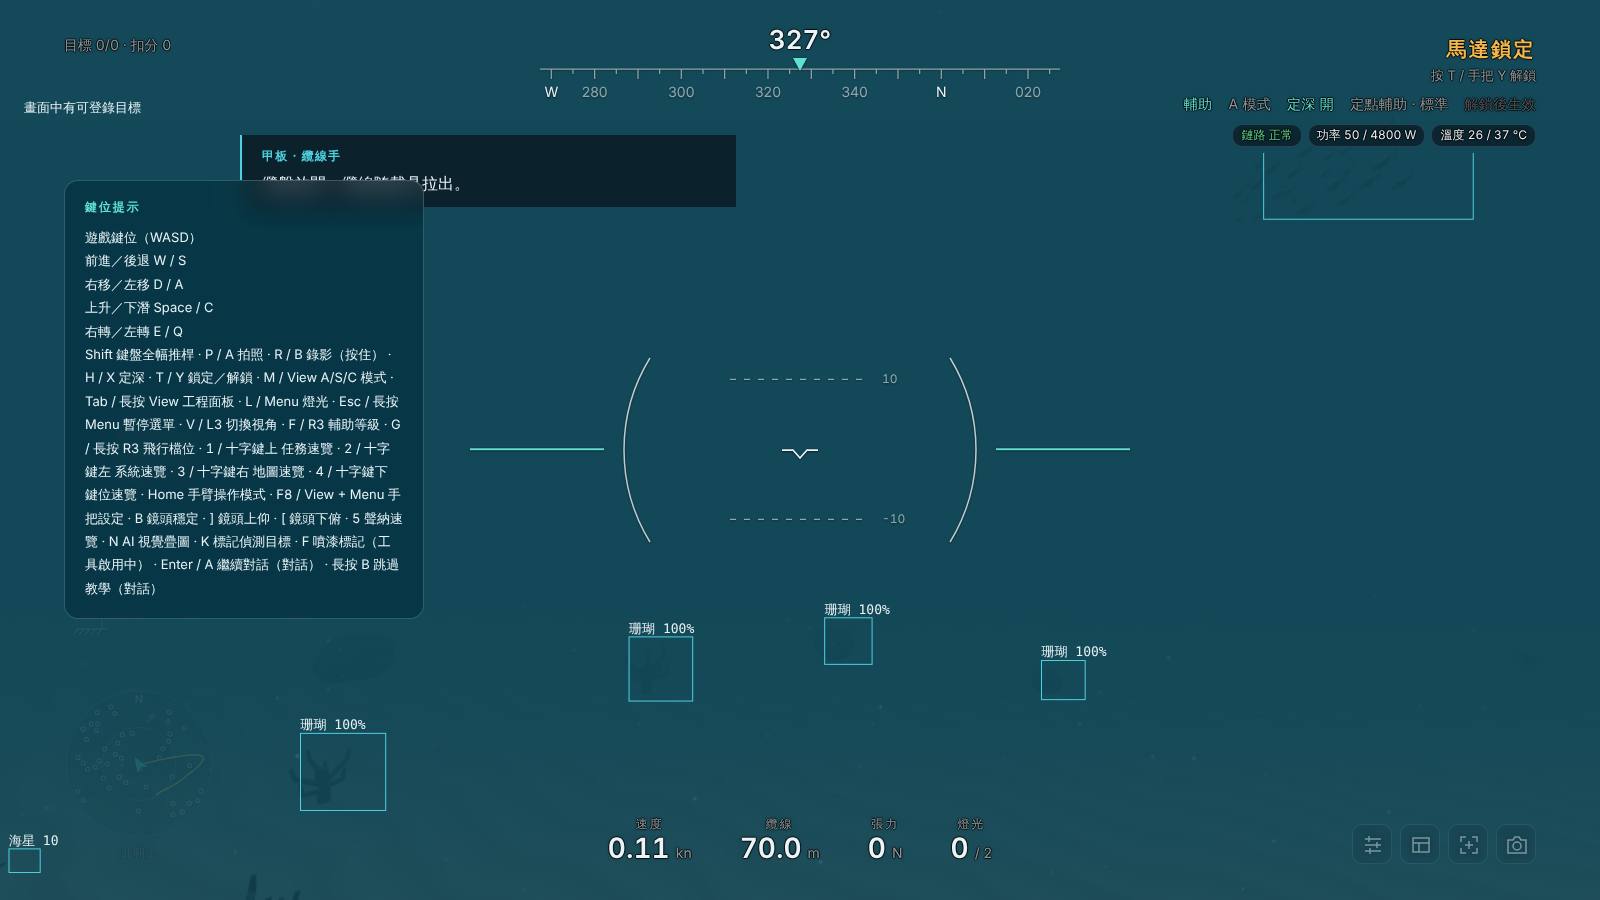 目標 0/0 · 扣分 0
327°
W 280 300 320 340 N 020
馬達鎖定
按 T / 手把 Y 解鎖
輔助 A 模式 定深 開 定點輔助 · 標準 解鎖後生效
鏈路 正常 功率 50 / 4800 W 溫度 26 / 37 °C
畫面中有可登錄目標
甲板 · 纜線手
拉出。
鍵位提示
遊戲鍵位（WASD）
前進／後退 W / S
右移／左移 D / A
上升／下潛 Space / C
右轉／左轉 E / Q
Shift 鍵盤全幅推桿 · P / A 拍照 · R / B 錄影（按住） ·
H / X 定深 · T / Y 鎖定／解鎖 · M / View A/S/C 模式 ·
Tab / 長按 View 工程面板 · L / Menu 燈光 · Esc / 長按
Menu 暫停選單 · V / L3 切換視角 · F / R3 輔助等級 · G
/ 長按 R3 飛行檔位 · 1 / 十字鍵上 任務速覽 · 2 / 十字
鍵左 系統速覽 · 3 / 十字鍵右 地圖速覽 · 4 / 十字鍵下
鍵位速覽 · Home 手臂操作模式 · F8 / View + Menu 手
把設定 · B 鏡頭穩定 · ] 鏡頭上仰 · [ 鏡頭下俯 · 5 聲納速
覽 · N AI 視覺疊圖 · K 標記偵測目標 · F 噴漆標記（工
具啟用中） · Enter / A 繼續對話（對話） · 長按 B 跳過
教學（對話）
10
-10
珊瑚 100%
珊瑚 100%
珊瑚 100%
珊瑚 100%
海星 10
N
速度 纜線 張力 燈光
0.11 kn 70.0 m 0 N 0 / 2